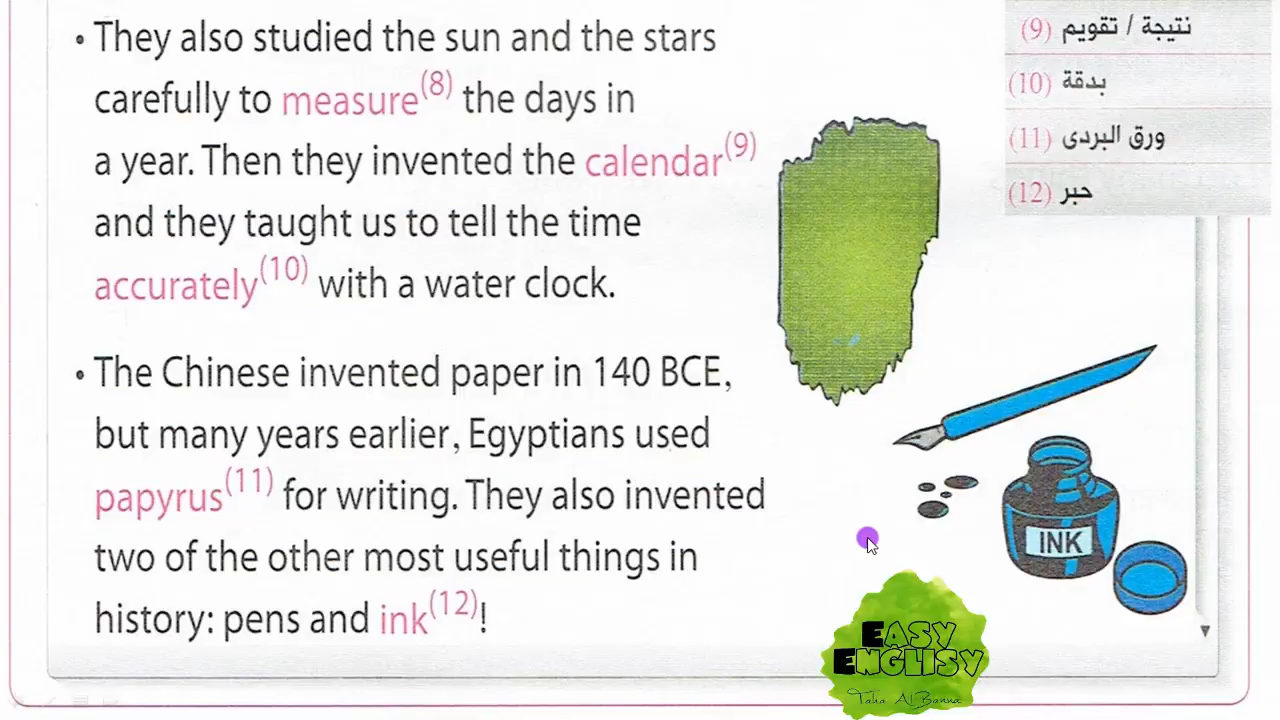 • They also studied the sun and the stars
carefully to measure(8) the days in
a year. Then they invented the calendar(9)
and they taught us to tell the time
accurately(10) with a water clock.
• The Chinese invented paper in 140 BCE,
but many years earlier, Egyptians used
papyrus(11) for writing. They also invented
two of the other most useful things in
history: pens and ink(12)!
(9) نتيجة / تقويم
(10) بدقة
(11) ورق البردى
(12) حبر
INK
EASY
ENGLISY
Taha Al Banna